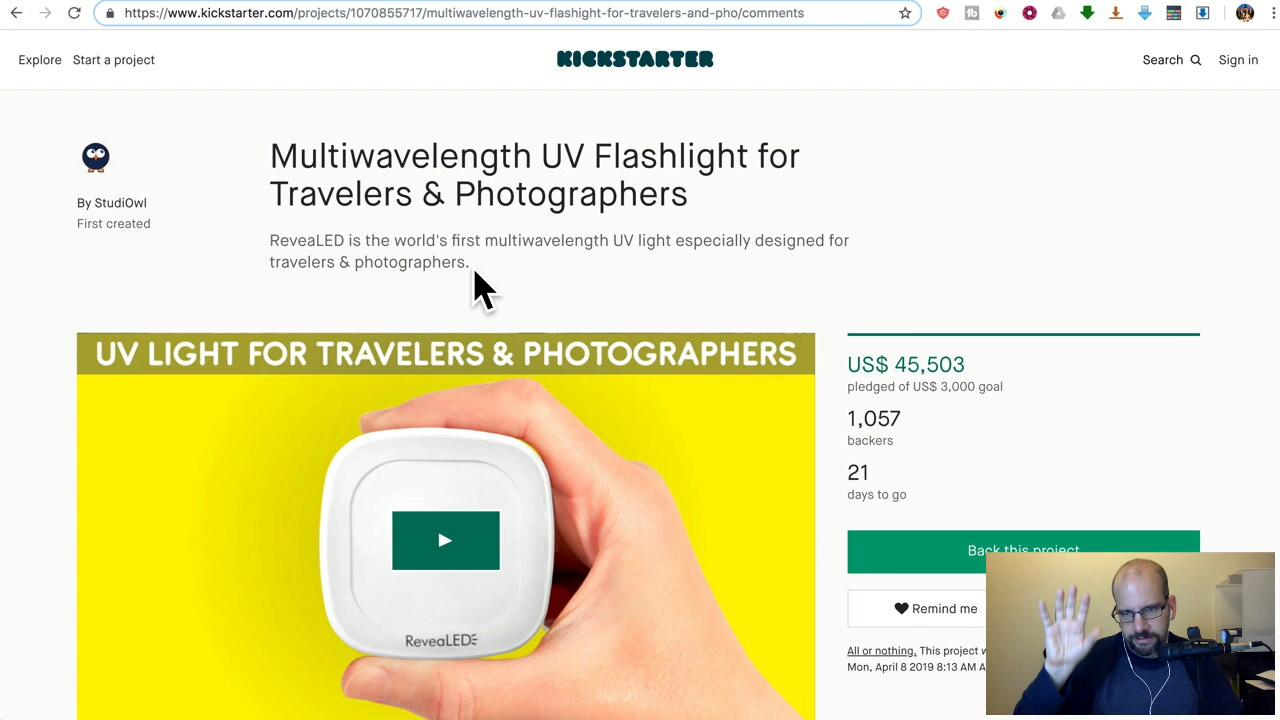 https://www.kickstarter.com/projects/1070855717/multiwavelength-uv-flashight-for-travelers-and-pho/comments
Explore Start a project
KICKSTARTER
Search Sign in
Multiwavelength UV Flashlight for
Travelers & Photographers
By StudiOwl
First created
ReveaLED is the world's first multiwavelength UV light especially designed for
travelers & photographers.
UV LIGHT FOR TRAVELERS & PHOTOGRAPHERS
ReveaLED
US$ 45,503
pledged of US$ 3,000 goal
1,057
backers
21
days to go
Back this project
Remind me
All or nothing. This project
Mon, April 8 2019 8:13 AM